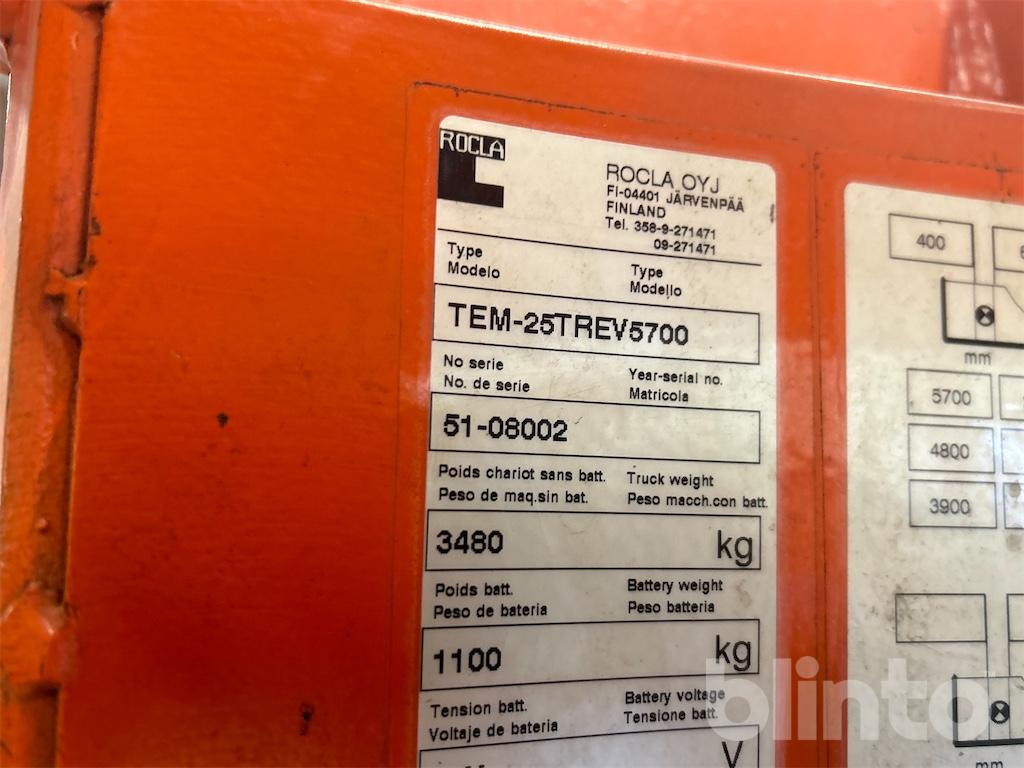 ROCLA
ROCLA OYJ
FI-04401 JÄRVENPÄÄ
FINLAND
Tel. 358-9-271471
09-271471
Type Type
Modelo Modello
TEM-25TREV5700
No serie Year-serial no.
No. de serie Matricola
51-08002
Poids chariot sans batt. Truck weight
Peso de maq.sin bat. Peso macch.con batt.
3480 kg
Poids batt. Battery weight
Peso de bateria Peso batteria
1100 kg
Tension batt. Battery voltage
Voltaje de bateria Tensione batt.
V
400
mm
5700
4800
3900
mm
blinto